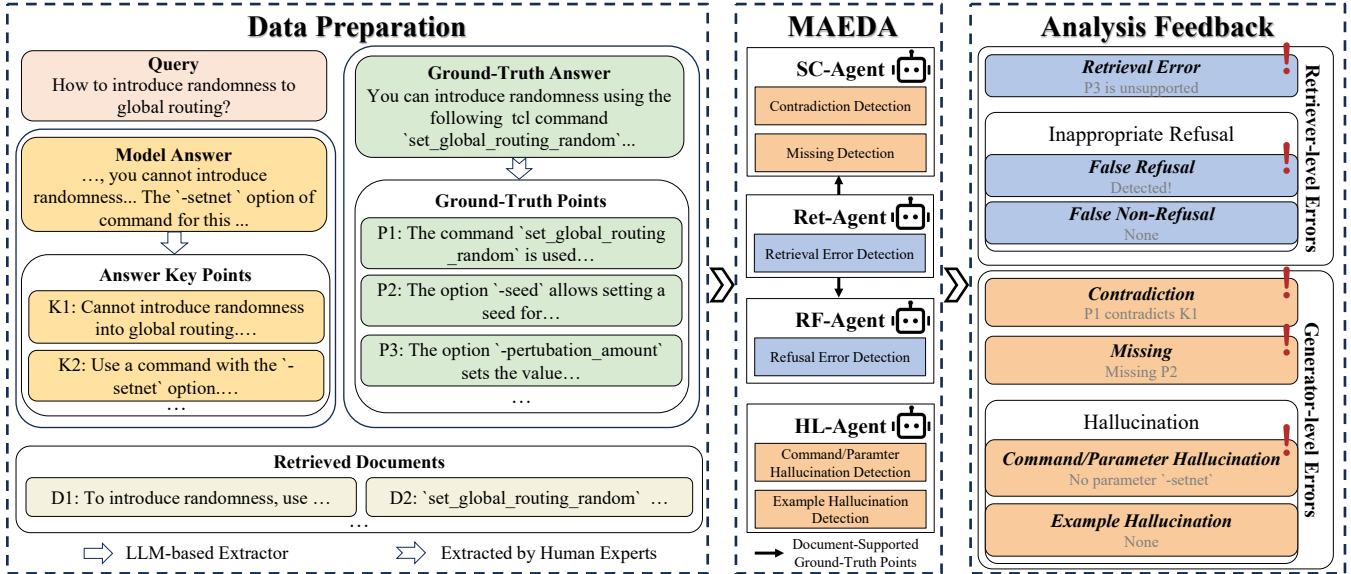 Data Preparation
Query
How to introduce randomness to
global routing?
Model Answer
…, you cannot introduce
randomness... The `-setnet` option of
command for this ...
Answer Key Points
K1: Cannot introduce randomness
into global routing.…
K2: Use a command with the `-
setnet` option.…
…
Ground-Truth Answer
You can introduce randomness using the
following tcl command
`set_global_routing_random`...
Ground-Truth Points
P1: The command `set_global_routing
_random` is used…
P2: The option `-seed` allows setting a
seed for…
P3: The option `-pertubation_amount`
sets the value…
…
Retrieved Documents
D1: To introduce randomness, use …
D2: `set_global_routing_random` …
…
LLM-based Extractor
Extracted by Human Experts
MAEDA
SC-Agent
Contradiction Detection
Missing Detection
Ret-Agent
Retrieval Error Detection
RF-Agent
Refusal Error Detection
HL-Agent
Command/Paramter
Hallucination Detection
Example Hallucination
Detection
Document-Supported
Ground-Truth Points
Analysis Feedback
Retrieval Error
P3 is unsupported
!
Inappropriate Refusal
False Refusal
Detected!
!
False Non-Refusal
None
Retriever-level Errors
Contradiction
P1 contradicts K1
!
Missing
Missing P2
!
Hallucination
Command/Parameter Hallucination
No parameter `-setnet`
!
Example Hallucination
None
Generator-level Errors